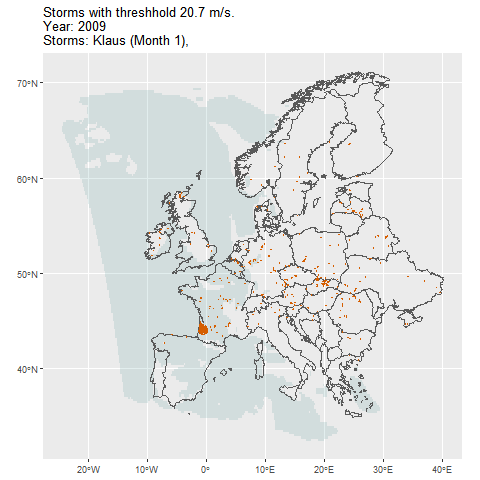 Storms with threshhold 20.7 m/s.
Year: 2009
Storms: Klaus (Month 1),
70°N
60°N
50°N
40°N
20°W
10°W
0°
10°E
20°E
30°E
40°E